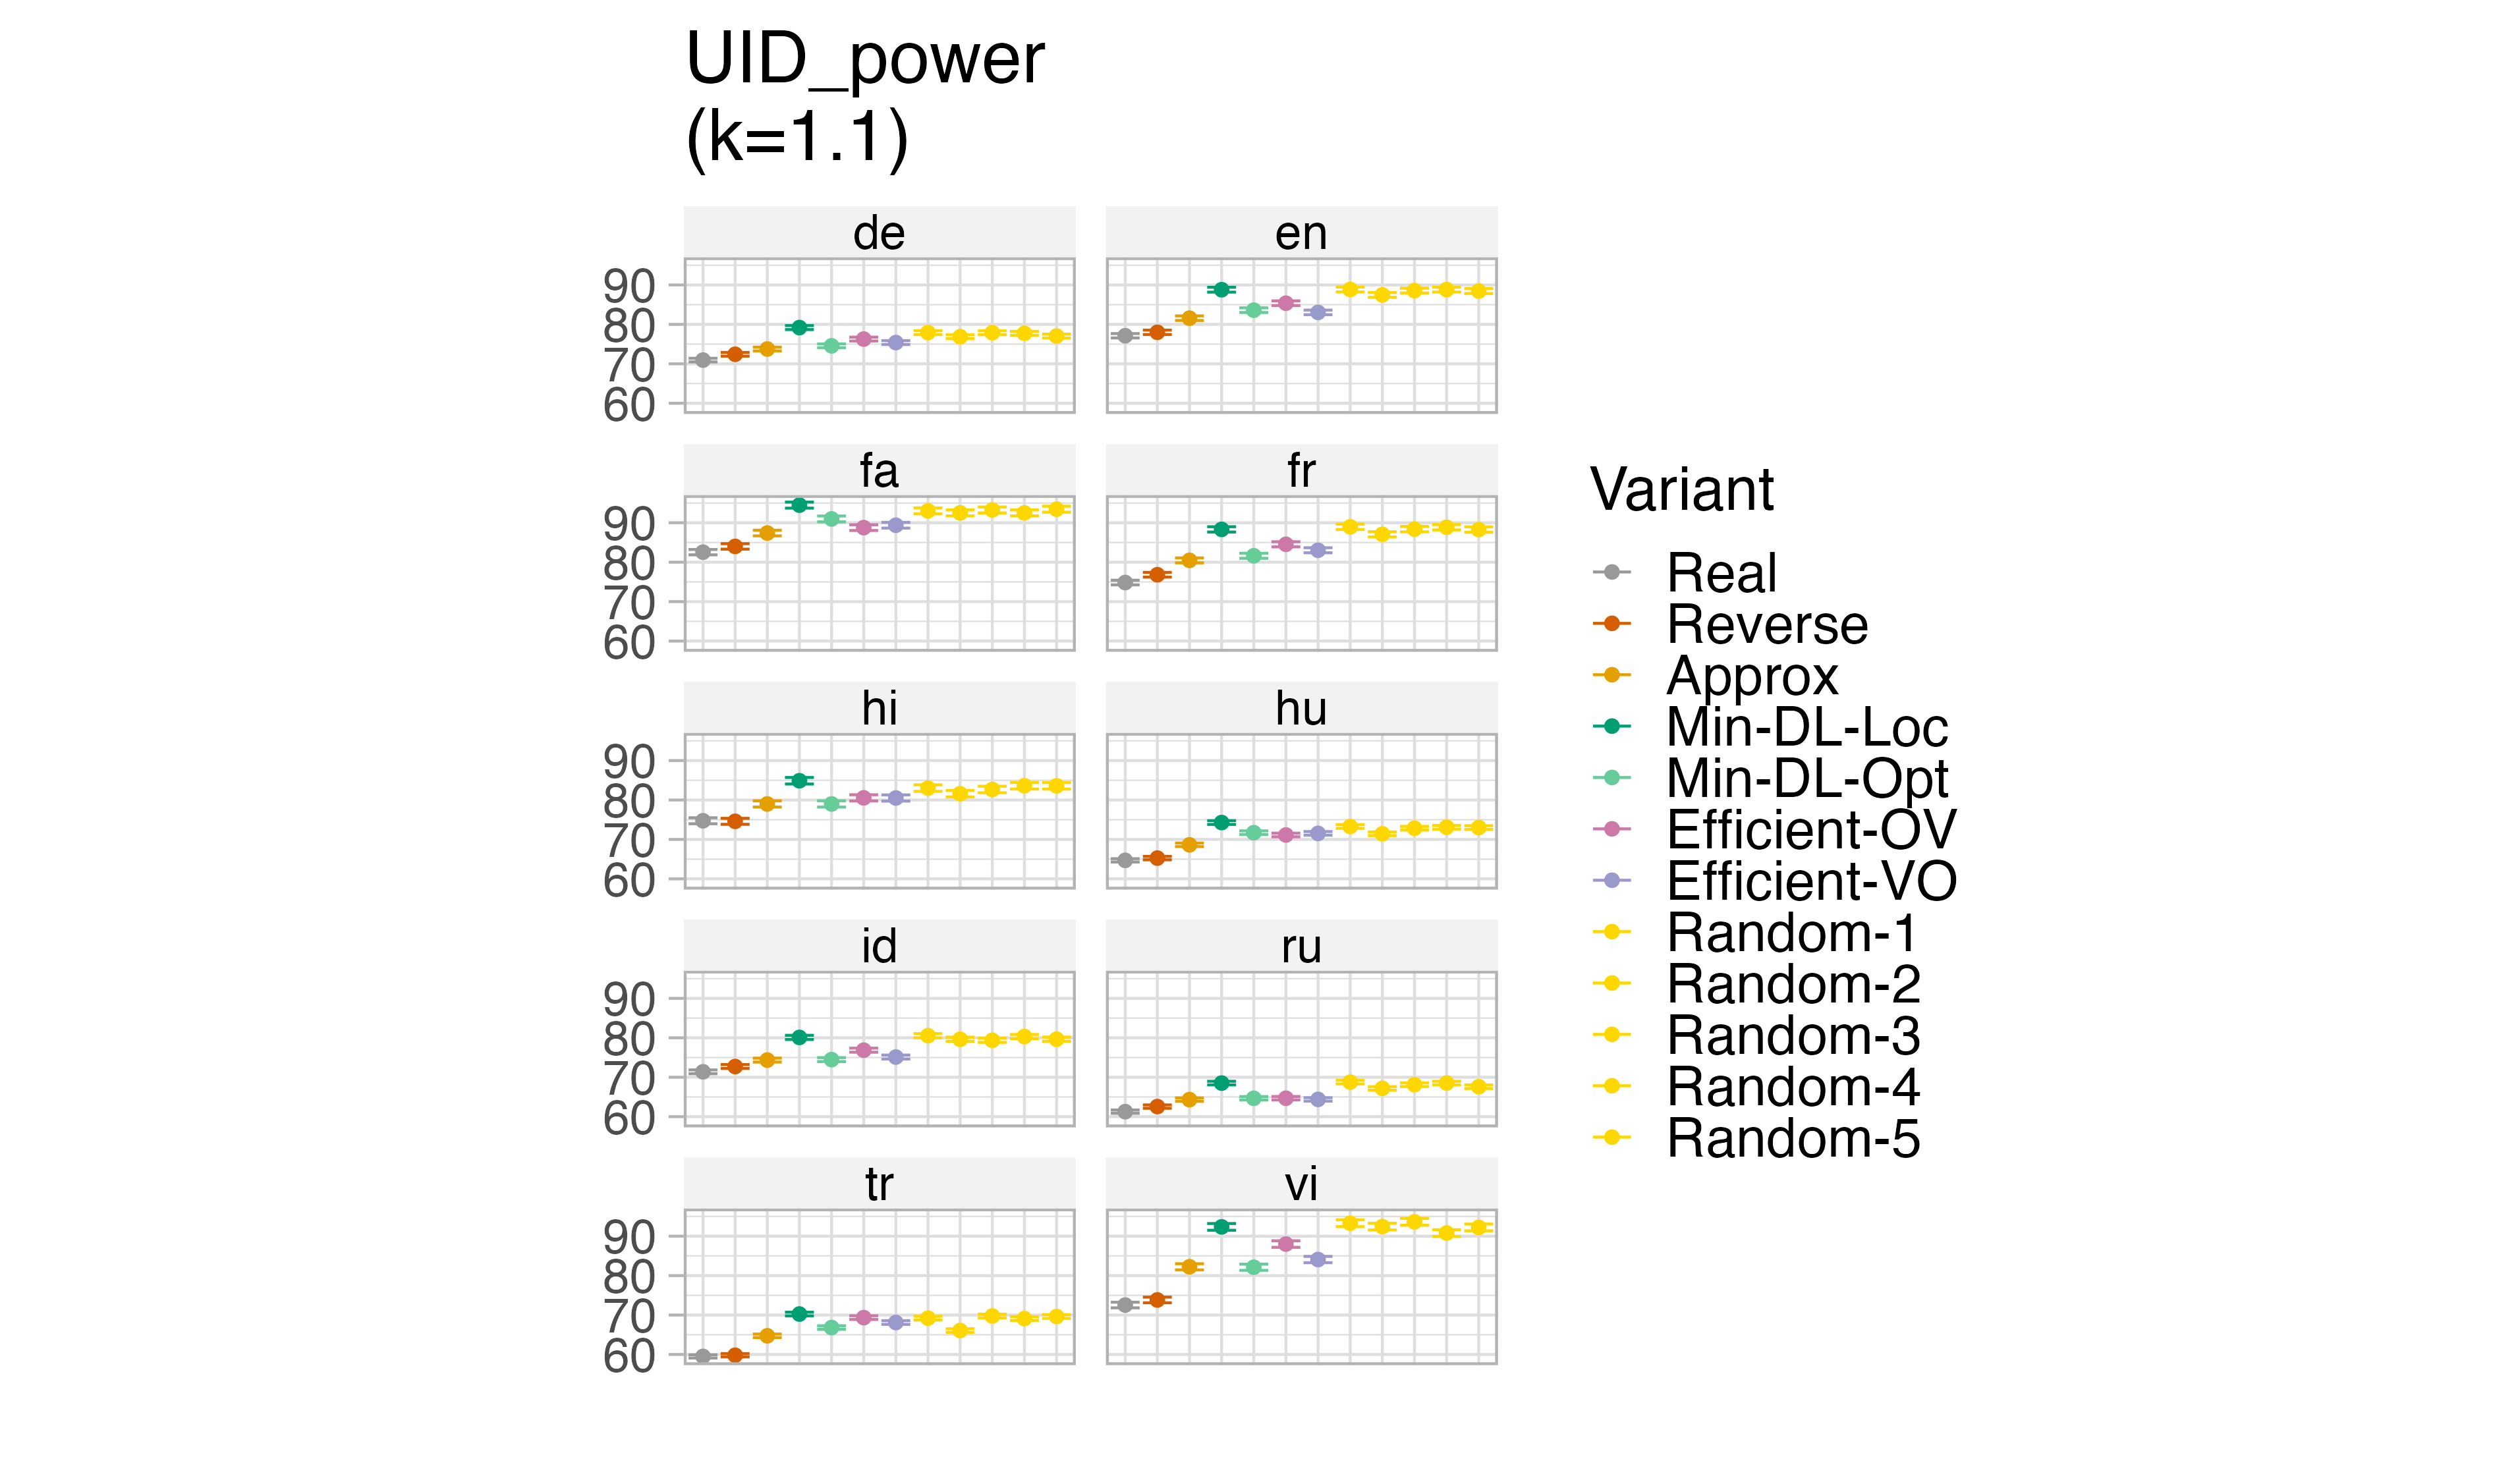 UID_power
(k=1.1)
de
en
90
80
70
60
fa
fr
90
80
70
60
hi
hu
90
80
70
60
id
ru
90
80
70
60
tr
vi
90
80
70
60
Variant
Real
Reverse
Approx
Min-DL-Loc
Min-DL-Opt
Efficient-OV
Efficient-VO
Random-1
Random-2
Random-3
Random-4
Random-5